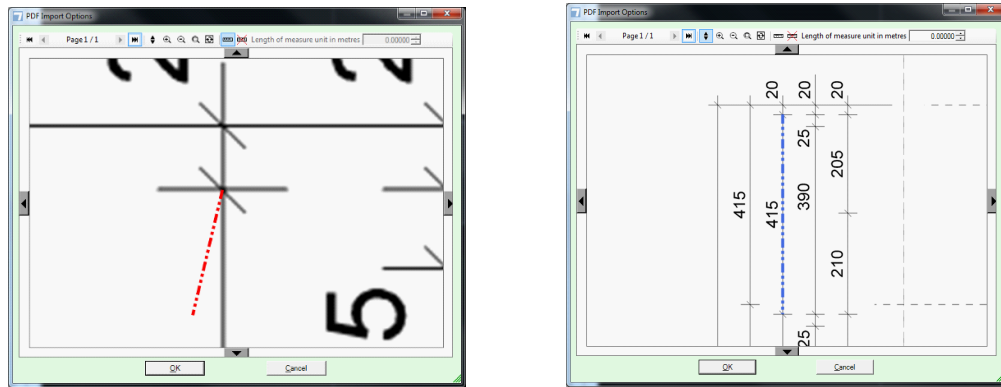 PDF Import Options
Page 1 / 1
Length of measure unit in metres
0.00000
5
OK
Cancel
PDF Import Options
Page 1 / 1
Length of measure unit in metres
0.00000
20
20
20
25
205
415
415
390
210
25
OK
Cancel